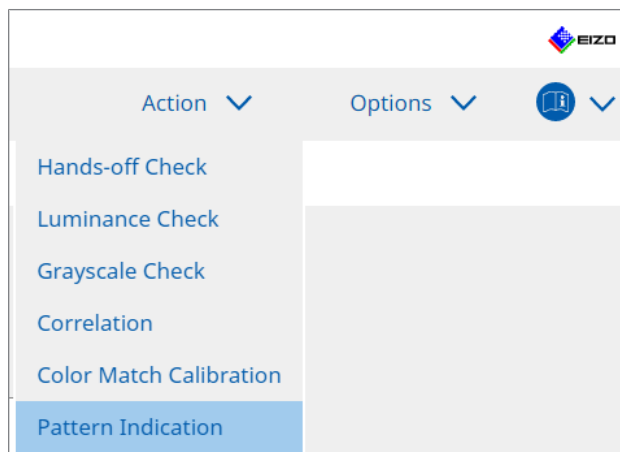 EIZO
Action
Options
Hands-off Check
Luminance Check
Grayscale Check
Correlation
Color Match Calibration
Pattern Indication